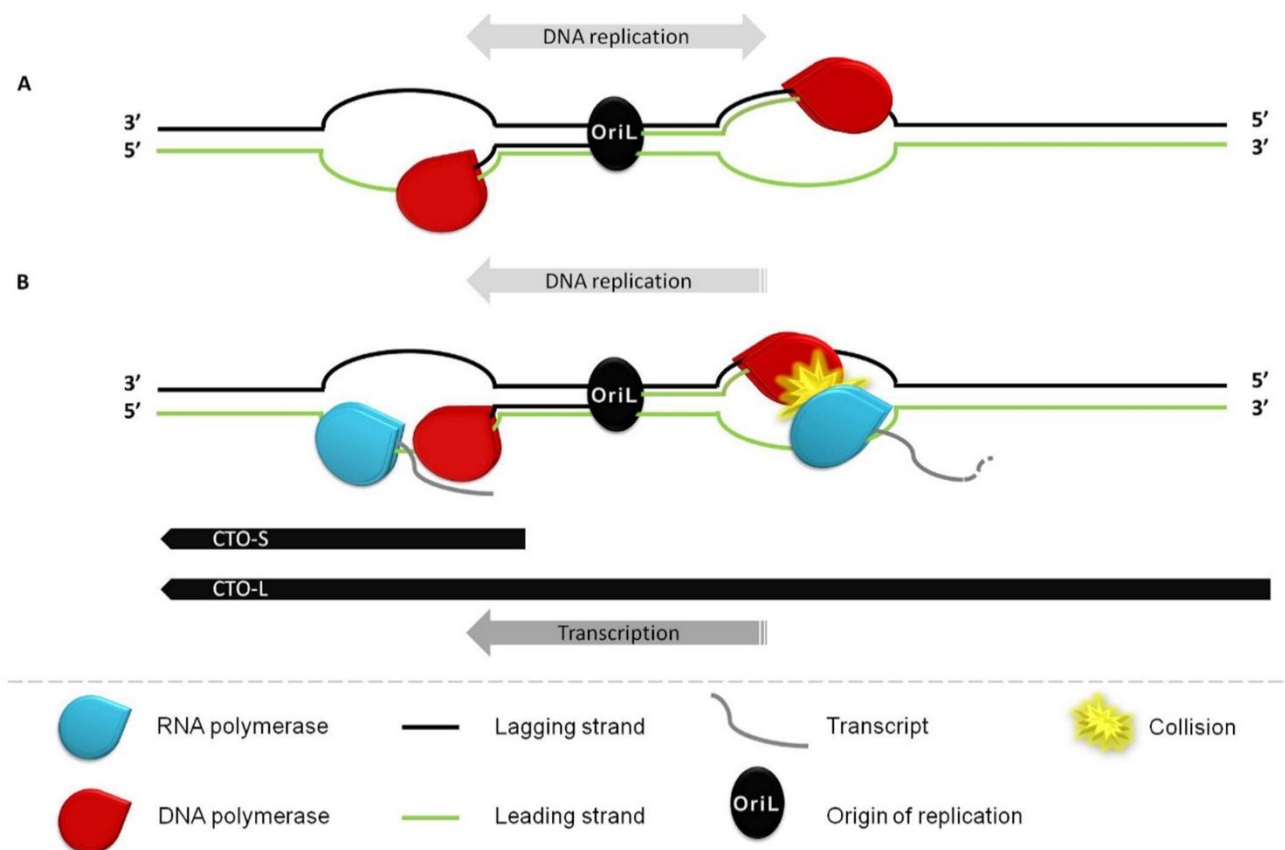 DNA replication
A
3’
5’
OriL
5’
3’
B
DNA replication
3’
5’
OriL
5’
3’
CTO-S
CTO-L
Transcription
RNA polymerase
Lagging strand
Transcript
Collision
DNA polymerase
Leading strand
OriL
Origin of replication